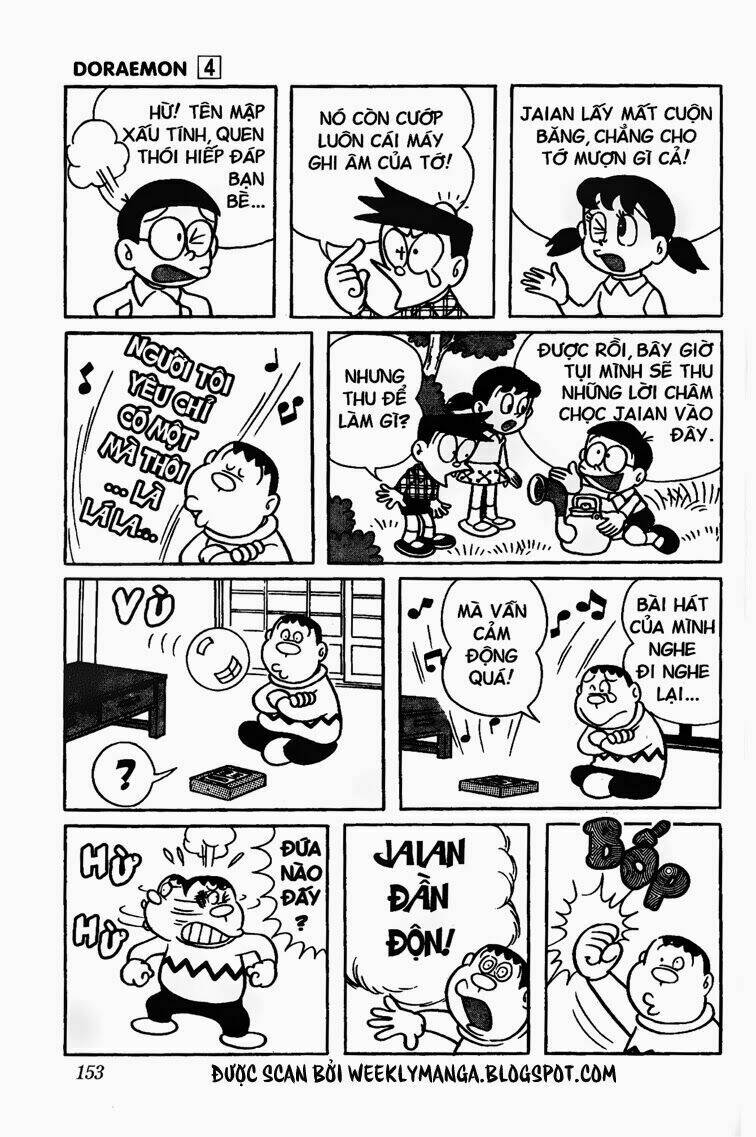 DORAEMON 4
HỪ! TÊN MẬP
XẤU TÍNH, QUEN
THÓI HIẾP ĐÁP
BẠN
BÈ...
NÓ CÒN CƯỚP
LUÔN CÁI MÁY
GHI ÂM CỦA TỚ!
JAIAN LẤY MẤT CUỘN
BĂNG, CHẲNG CHO
TỚ MƯỢN GÌ CẢ!
NGƯỜI TÔI
YÊU CHỈ
CÓ MỘT
MÀ THÔI
... LÀ
LÁ LA...
NHƯNG
THU ĐỂ
LÀM GÌ?
ĐƯỢC RỒI, BÂY GIỜ
TỤI MÌNH SẼ THU
NHỮNG LỜI CHÂM
CHỌC JAIAN VÀO
ĐÂY.
VÙ
?
MÀ VẪN
CẢM
ĐỘNG
QUÁ!
BÀI HÁT
CỦA MÌNH
NGHE
ĐI NGHE
LẠI...
HỪ
HỪ
ĐỨA
NÀO
ĐẤY
?
JAIAN
ĐẦN
ĐỘN!
BỐP
153
ĐƯỢC SCAN BỞI WEEKLYMANGA.BLOGSPOT.COM